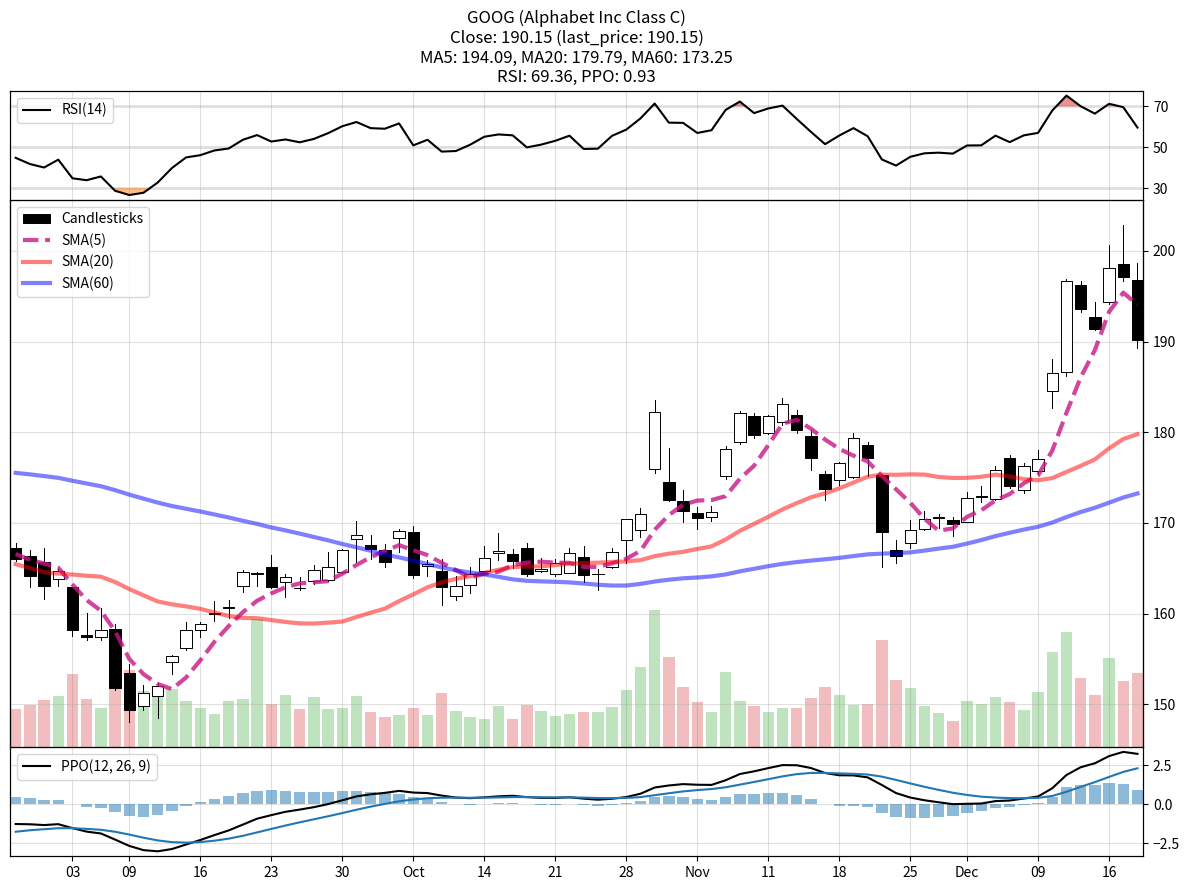 GOOG (Alphabet Inc Class C)
Close: 190.15 (last_price: 190.15)
MA5: 194.09, MA20: 179.79, MA60: 173.25
RSI: 69.36, PPO: 0.93
RSI(14)
70
50
30
Candlesticks
SMA(5)
SMA(20)
SMA(60)
200
190
180
170
160
150
PPO(12, 26, 9)
2.5
0.0
−2.5
03 09 16 23 30 Oct 14 21 28 Nov 11 18 25 Dec 09 16